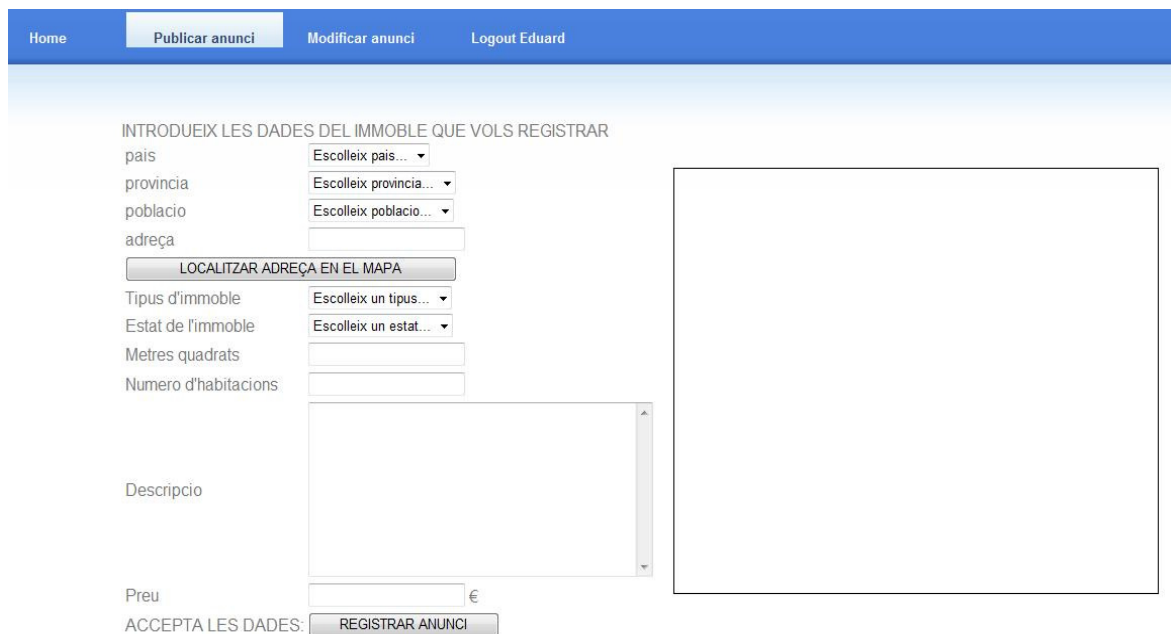 Home Publicar anunci Modificar anunci Logout Eduard
INTRODUEIX LES DADES DEL IMMOBLE QUE VOLS REGISTRAR
pais Escolleix pais...
provincia Escolleix provincia...
poblacio Escolleix poblacio...
adreça
LOCALITZAR ADREÇA EN EL MAPA
Tipus d'immoble Escolleix un tipus...
Estat de l'immoble Escolleix un estat...
Metres quadrats
Numero d'habitacions
Descripcio
Preu €
ACCEPTA LES DADES: REGISTRAR ANUNCI